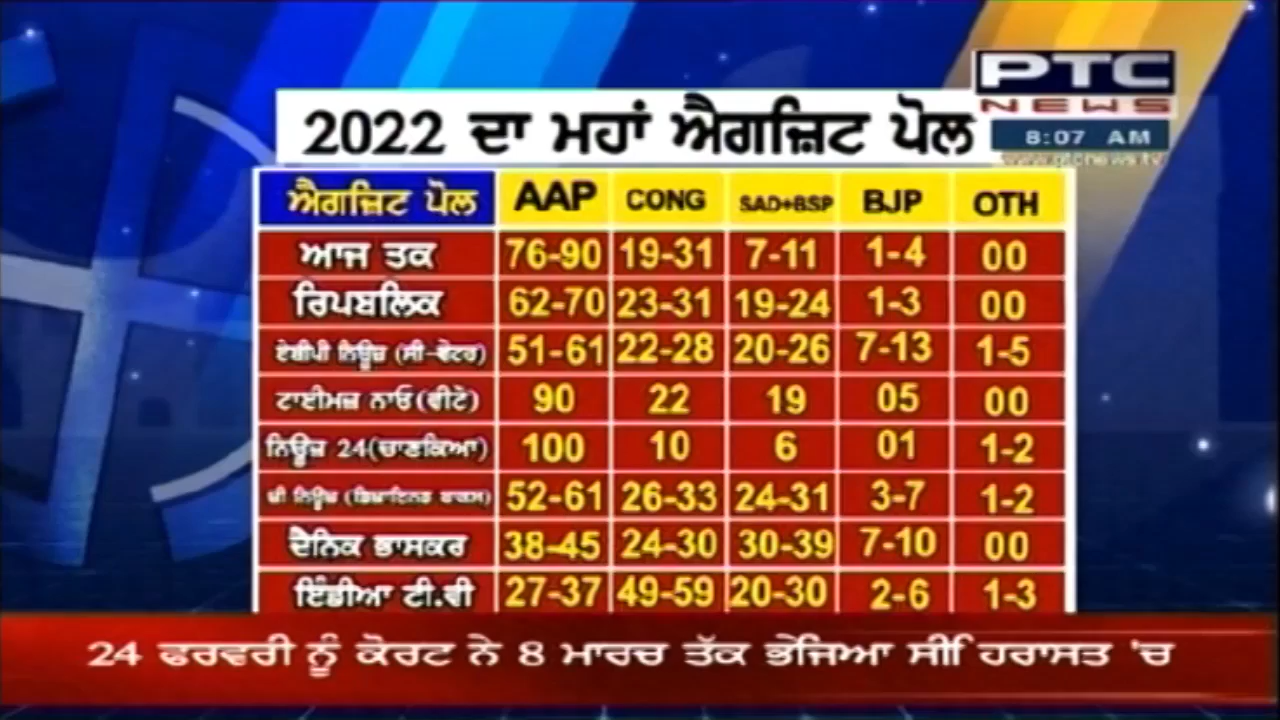 PTC
NEWS
8:07 AM
www.ptcnews.tv
2022 ਦਾ ਮਹਾਂ ਐਗਜ਼ਿਟ ਪੋਲ
ਐਗਜ਼ਿਟ ਪੋਲ AAP CONG SAD+BSP BJP OTH
ਆਜ ਤਕ 76-90 19-31 7-11 1-4 00
ਰਿਪਬਲਿਕ 62-70 23-31 19-24 1-3 00
ਏਬੀਪੀ ਨਿਊਜ਼ (ਸੀ-ਵੋਟਰ) 51-61 22-28 20-26 7-13 1-5
ਟਾਈਮਜ਼ ਨਾਓ(ਵੀਟੋ) 90 22 19 05 00
ਨਿਊਜ਼ 24(ਚਾਣਕਿਆ) 100 10 6 01 1-2
ਜ਼ੀ ਨਿਊਜ਼ 52-61 26-33 24-31 3-7 1-2
ਦੈਨਿਕ ਭਾਸਕਰ 38-45 24-30 30-39 7-10 00
ਇੰਡੀਆ ਟੀ.ਵੀ 27-37 49-59 20-30 2-6 1-3
24 ਫਰਵਰੀ ਨੂੰ ਕੋਰਟ ਨੇ 8 ਮਾਰਚ ਤੱਕ ਭੇਜਿਆ ਸੀ ਹਿਰਾਸਤ 'ਚ